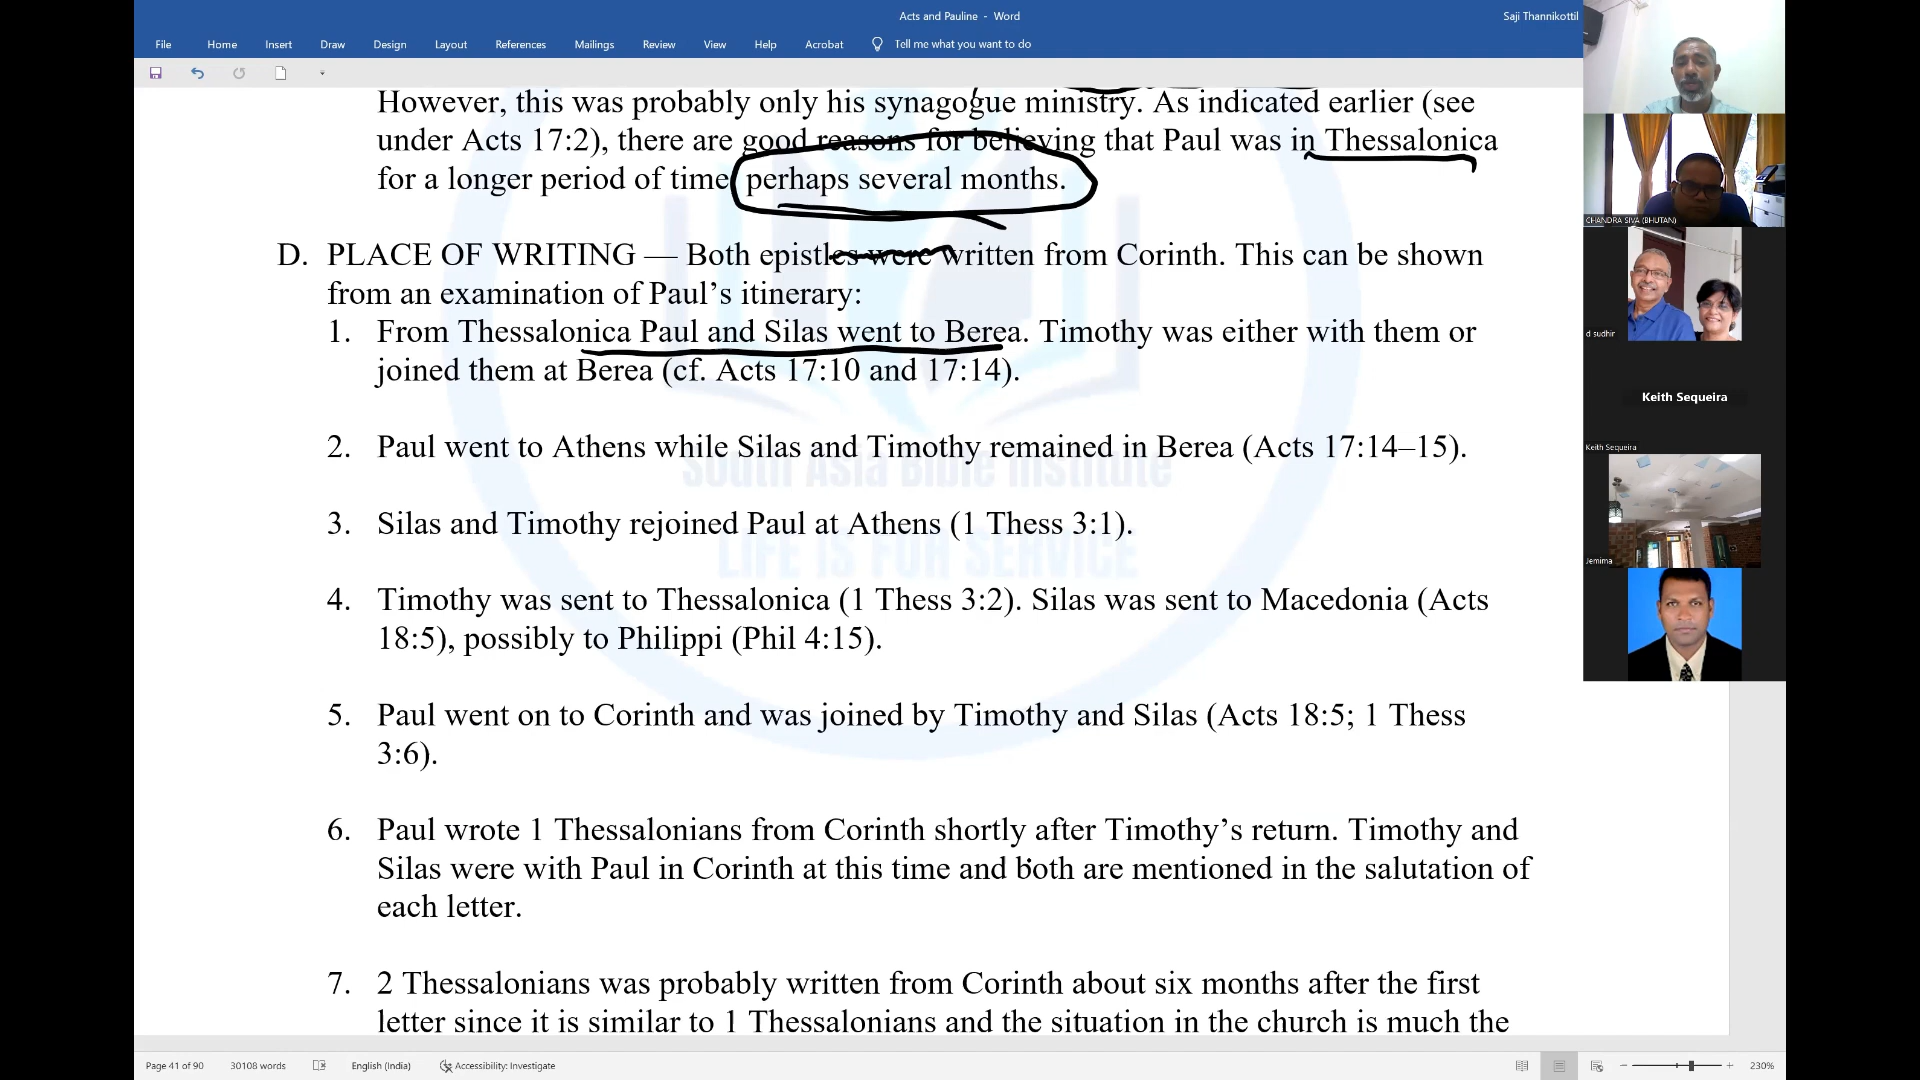 Acts and Pauline - Word
Saji Thannikottil
File Home Insert Draw Design Layout References Mailings Review View Help Acrobat Tell me what you want to do
However, this was probably only his synagogue ministry. As indicated earlier (see
under Acts 17:2), there are good reasons for believing that Paul was in Thessalonica
for a longer period of time perhaps several months.
D. PLACE OF WRITING — Both epistles were written from Corinth. This can be shown
from an examination of Paul’s itinerary:
1. From Thessalonica Paul and Silas went to Berea. Timothy was either with them or
joined them at Berea (cf. Acts 17:10 and 17:14).
2. Paul went to Athens while Silas and Timothy remained in Berea (Acts 17:14–15).
South Asia Bible Institute
3. Silas and Timothy rejoined Paul at Athens (1 Thess 3:1).
LIFE IS FOR SERVICE
4. Timothy was sent to Thessalonica (1 Thess 3:2). Silas was sent to Macedonia (Acts
18:5), possibly to Philippi (Phil 4:15).
5. Paul went on to Corinth and was joined by Timothy and Silas (Acts 18:5; 1 Thess
3:6).
6. Paul wrote 1 Thessalonians from Corinth shortly after Timothy’s return. Timothy and
Silas were with Paul in Corinth at this time and both are mentioned in the salutation of
each letter.
7. 2 Thessalonians was probably written from Corinth about six months after the first
letter since it is similar to 1 Thessalonians and the situation in the church is much the
CHANDRA SIVA (BHUTAN)
d sudhir
Keith Sequeira
Keith Sequeira
Jemima
Page 41 of 90 30108 words English (India) Accessibility: Investigate 230%